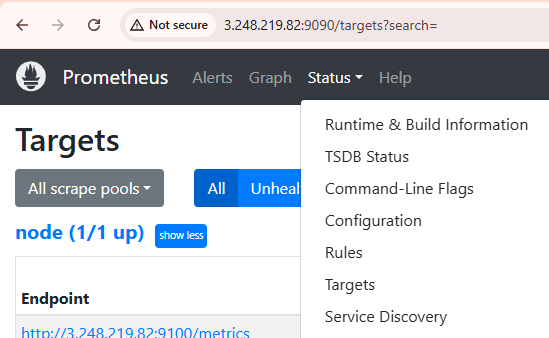 Not secure 3.248.219.82:9090/targets?search=
Prometheus Alerts Graph Status Help
Runtime & Build Information
TSDB Status
Command-Line Flags
Configuration
Rules
Targets
Service Discovery
Targets
All scrape pools
All Unheal
node (1/1 up) show less
Endpoint
http://3.248.219.82:9100/metrics